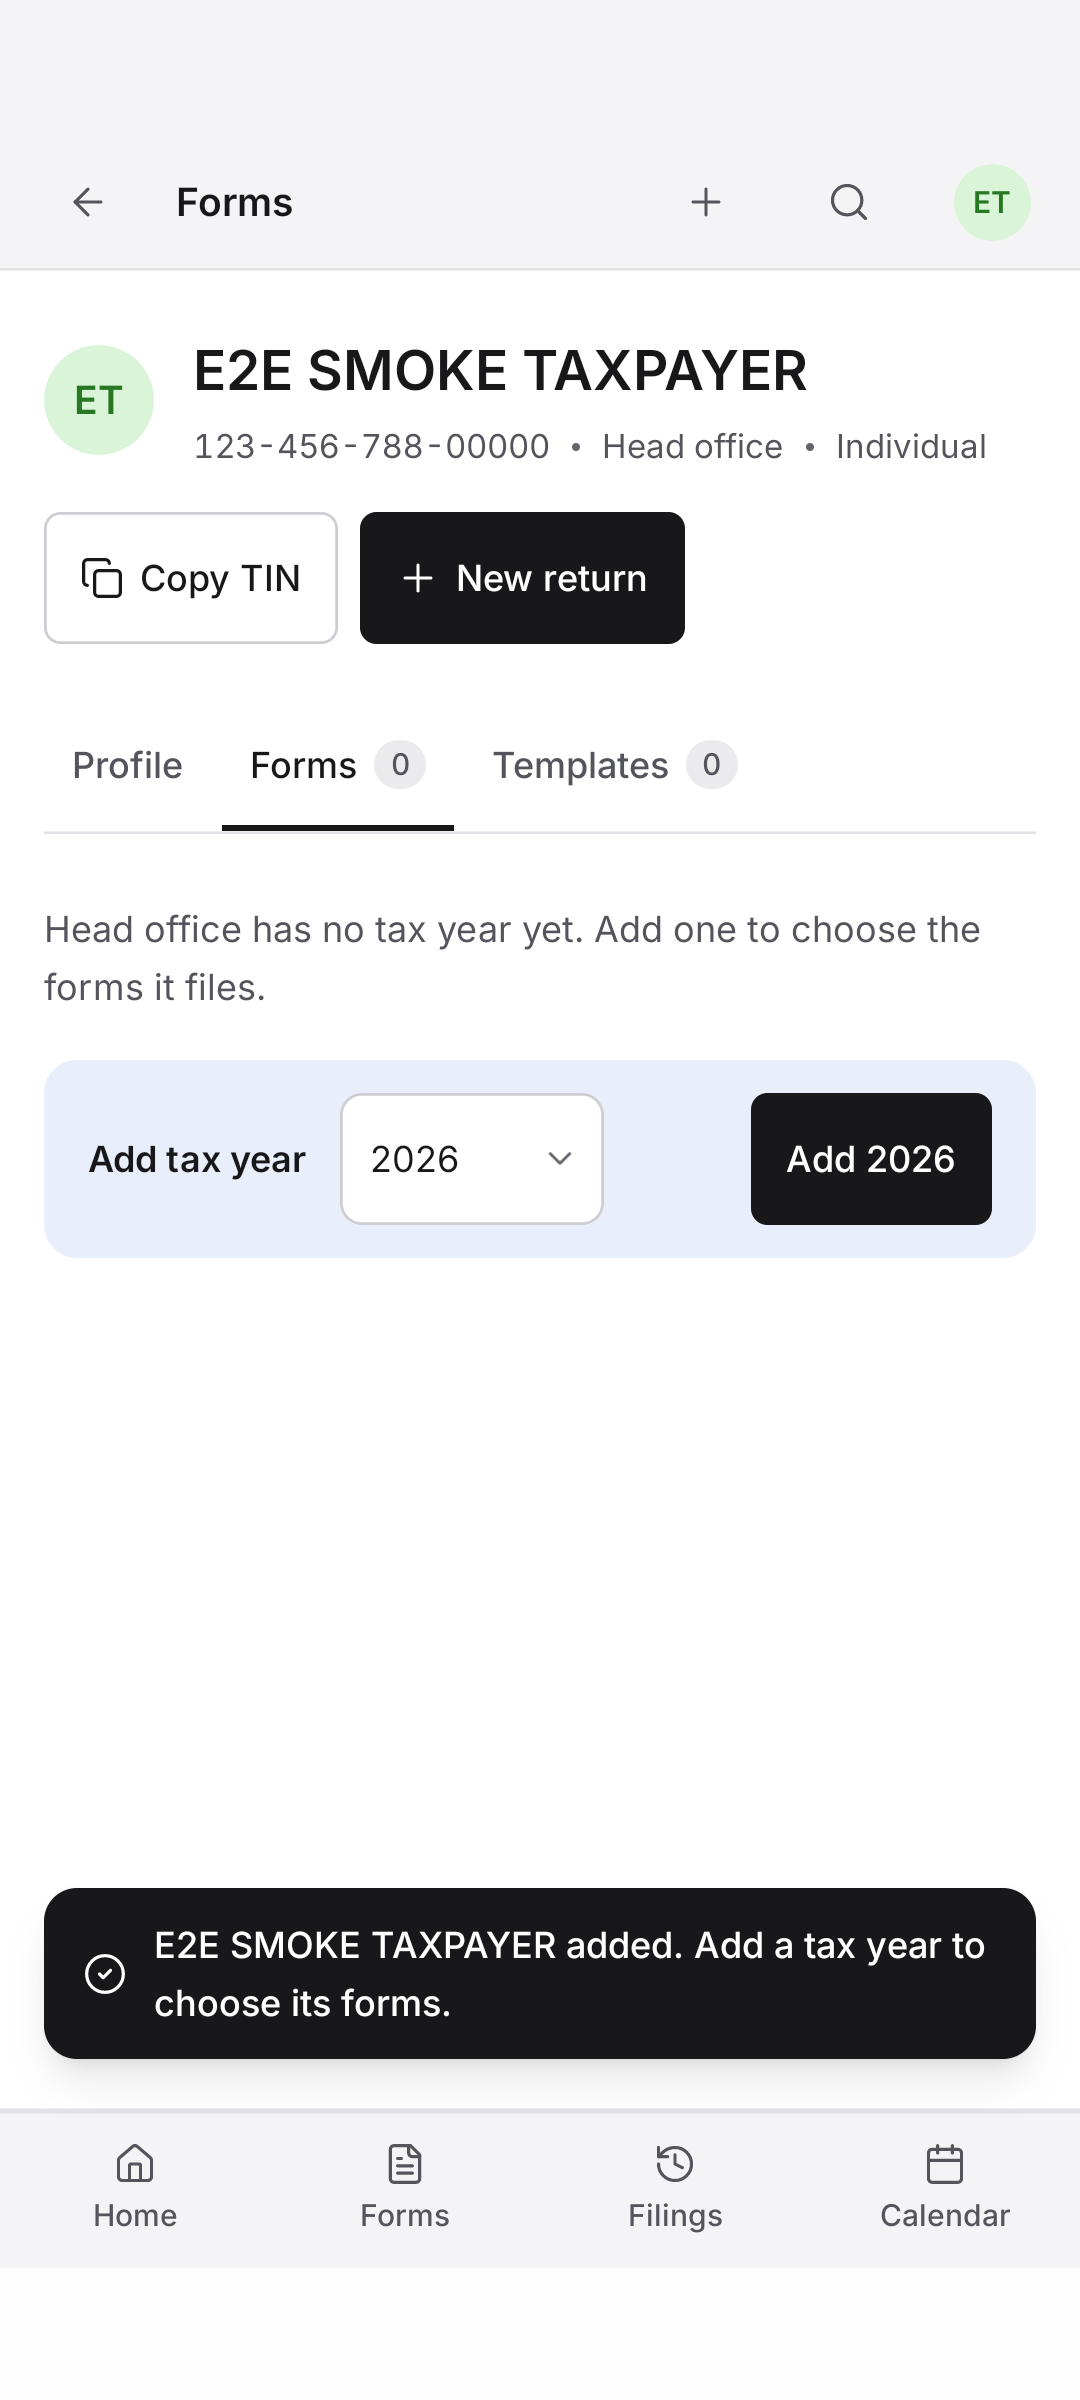 Forms
ET
ET
E2E SMOKE TAXPAYER
123-456-788-00000 • Head office • Individual
Copy TIN
New return
Profile
Forms 0
Templates 0
Head office has no tax year yet. Add one to choose the
forms it files.
Add tax year
2026
Add 2026
E2E SMOKE TAXPAYER added. Add a tax year to
choose its forms.
Home
Forms
Filings
Calendar